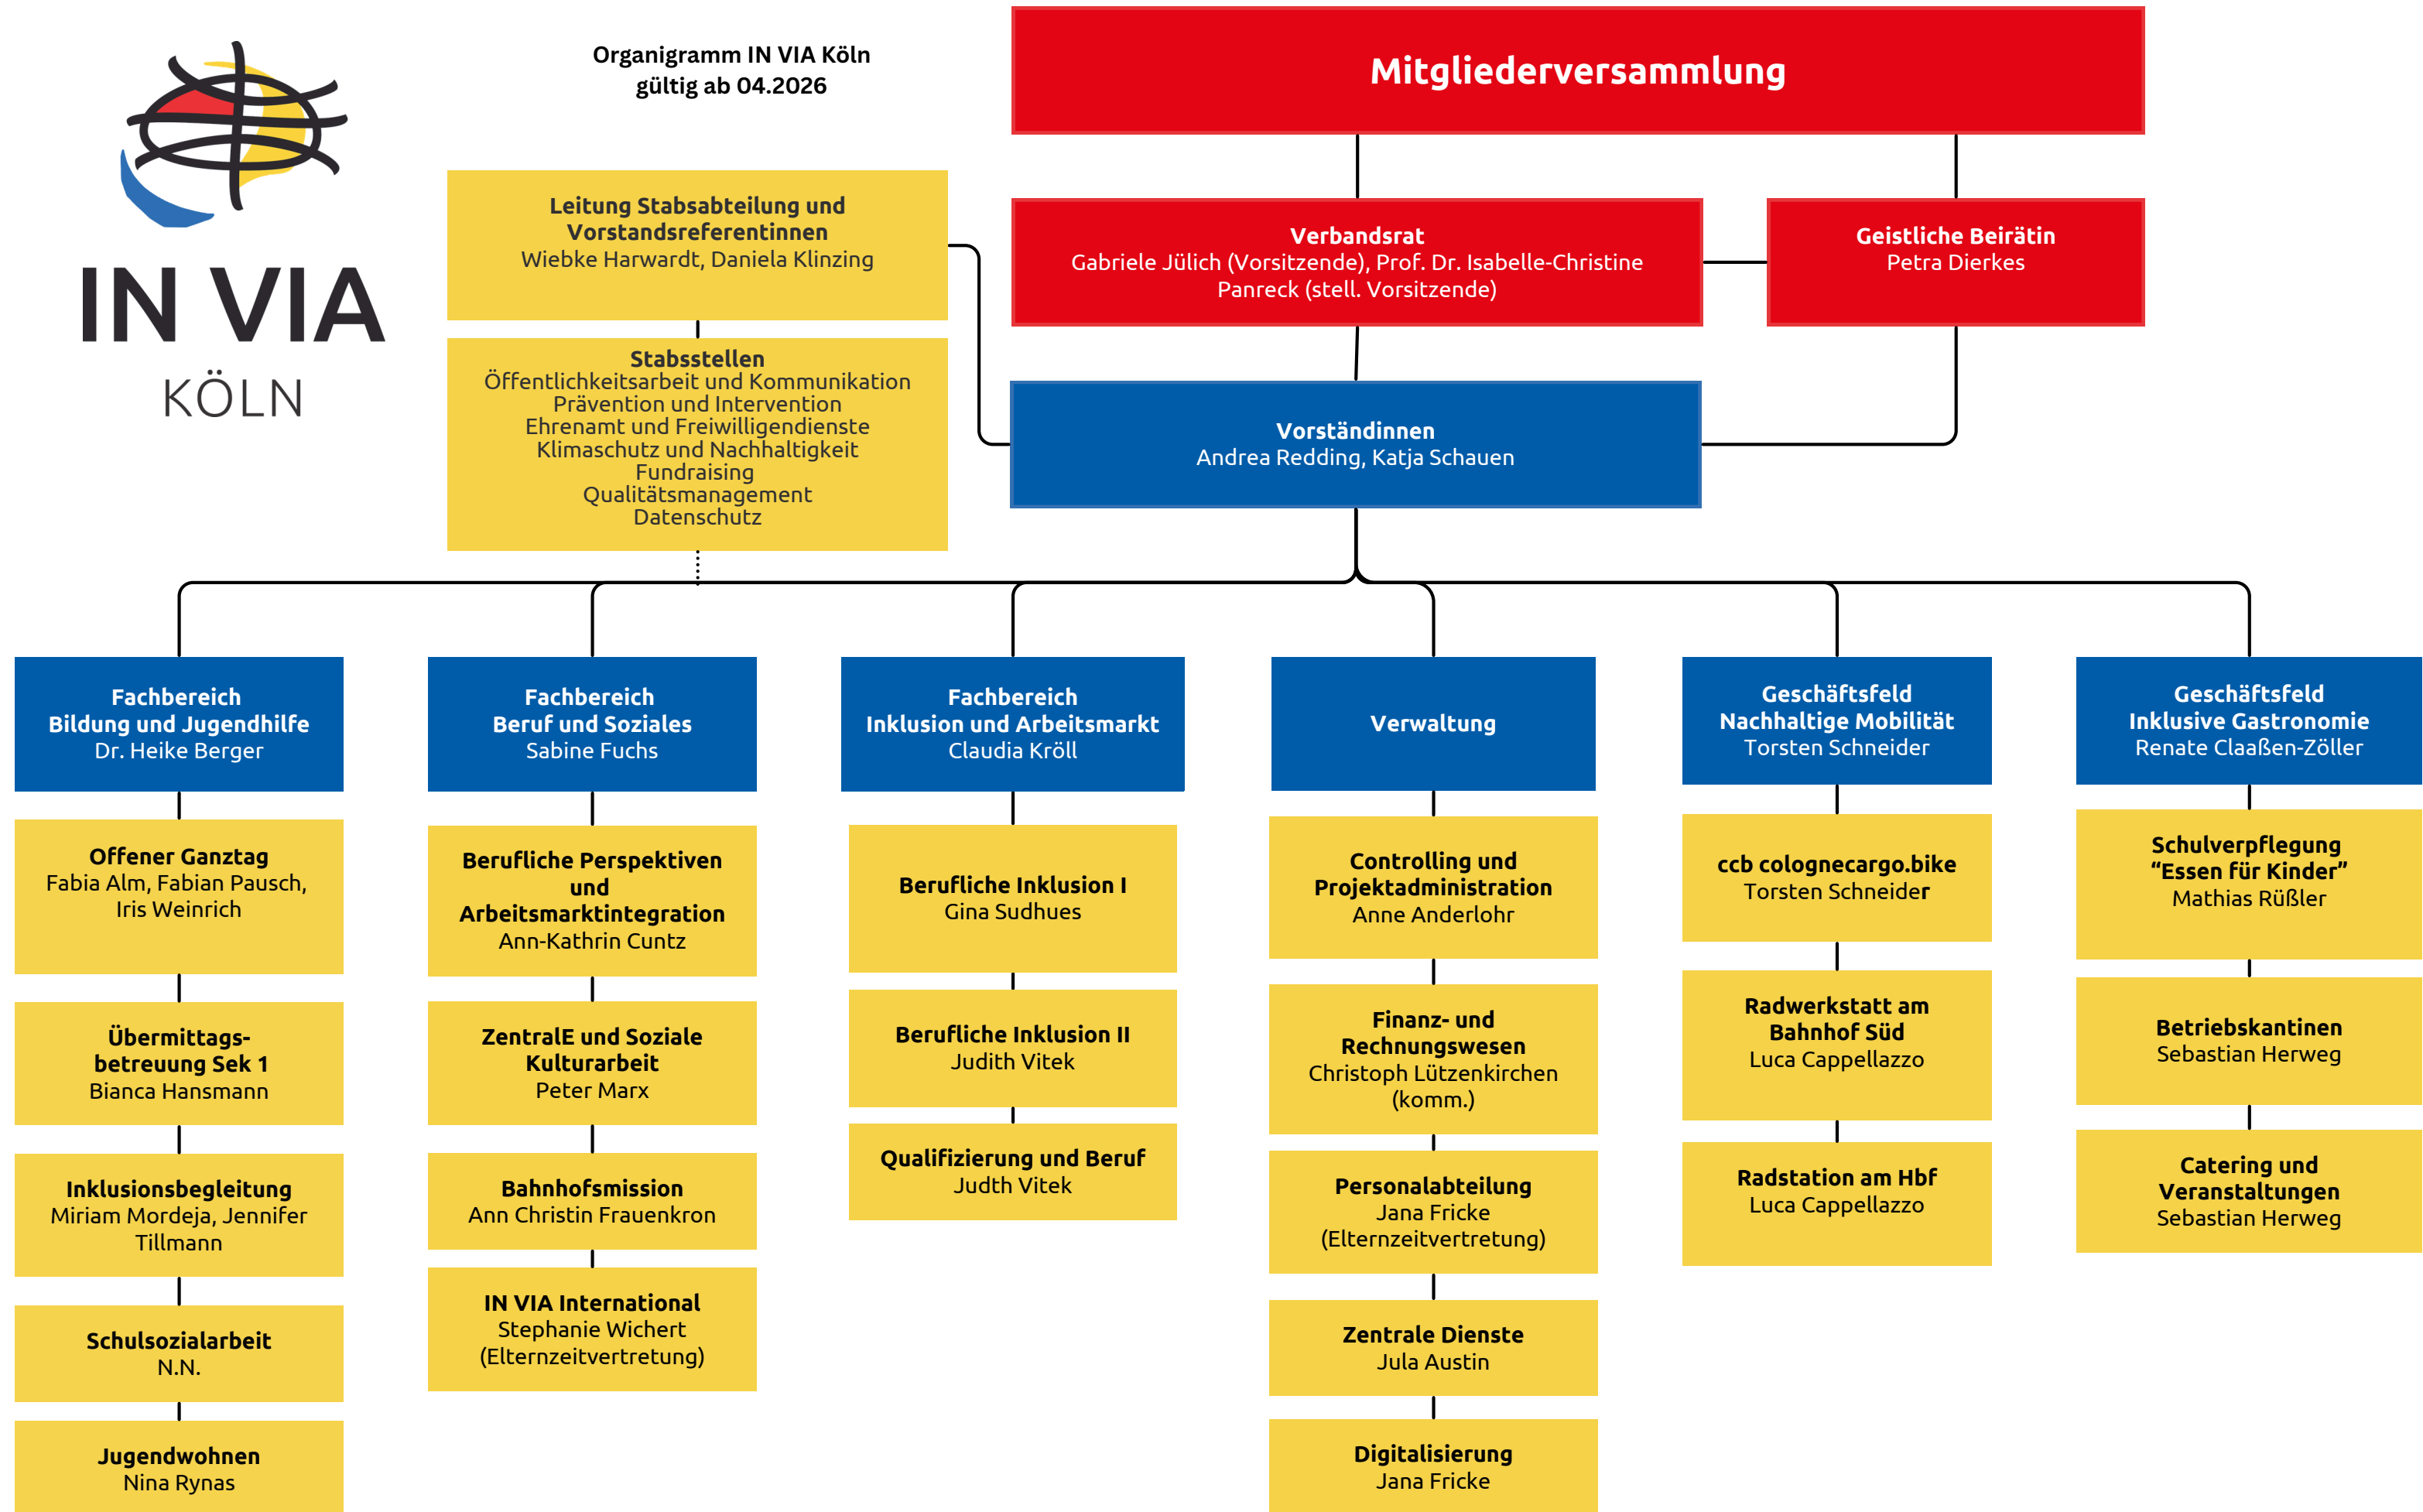 IN VIA
KÖLN
Organigramm IN VIA Köln
gültig ab 04.2026
Mitgliederversammlung
Leitung Stabsabteilung und
Vorstandsreferentinnen
Wiebke Harwardt, Daniela Klinzing
Verbandsrat
Gabriele Jülich (Vorsitzende), Prof. Dr. Isabelle-Christine
Panreck (stell. Vorsitzende)
Geistliche Beirätin
Petra Dierkes
Stabsstellen
Öffentlichkeitsarbeit und Kommunikation
Prävention und Intervention
Ehrenamt und Freiwilligendienste
Klimaschutz und Nachhaltigkeit
Fundraising
Qualitätsmanagement
Datenschutz
Vorständinnen
Andrea Redding, Katja Schauen
Fachbereich
Bildung und Jugendhilfe
Dr. Heike Berger
Offener Ganztag
Fabia Alm, Fabian Pausch,
Iris Weinrich
Übermittags-
betreuung Sek 1
Bianca Hansmann
Inklusionsbegleitung
Miriam Mordeja, Jennifer
Tillmann
Schulsozialarbeit
N.N.
Jugendwohnen
Nina Rynas
Fachbereich
Beruf und Soziales
Sabine Fuchs
Berufliche Perspektiven
und
Arbeitsmarktintegration
Ann-Kathrin Cuntz
ZentralE und Soziale
Kulturarbeit
Peter Marx
Bahnhofsmission
Ann Christin Frauenkron
IN VIA International
Stephanie Wichert
(Elternzeitvertretung)
Fachbereich
Inklusion und Arbeitsmarkt
Claudia Kröll
Berufliche Inklusion I
Gina Sudhues
Berufliche Inklusion II
Judith Vitek
Qualifizierung und Beruf
Judth Vitek
Verwaltung
Controlling und
Projektadministration
Anne Anderlohr
Finanz- und
Rechnungswesen
Christoph Lützenkirchen
(komm.)
Personalabteilung
Jana Fricke
(Elternzeitvertretung)
Zentrale Dienste
Jula Austin
Digitalisierung
Jana Fricke
Geschäftsfeld
Nachhaltige Mobilität
Torsten Schneider
ccb colognecargo.bike
Torsten Schneider
Radwerkstatt am
Bahnhof Süd
Luca Cappellazzo
Radstation am Hbf
Luca Cappellazzo
Geschäftsfeld
Inklusive Gastronomie
Renate Claaßen-Zöller
Schulverpflegung
“Essen für Kinder”
Mathias Rüßler
Betriebskantinen
Sebastian Herweg
Catering und
Veranstaltungen
Sebastian Herweg